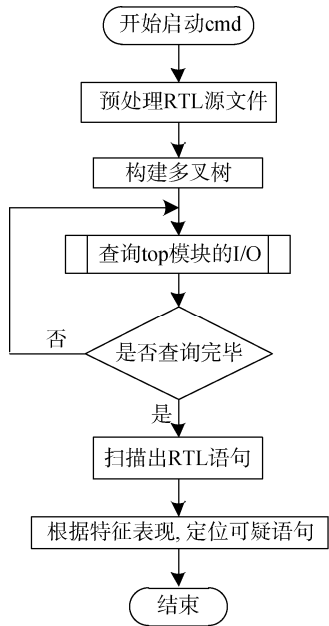 开始启动cmd
预处理RTL源文件
构建多叉树
查询top模块的I/O
否
是否查询完毕
是
扫描出RTL语句
根据特征表现, 定位可疑语句
结束